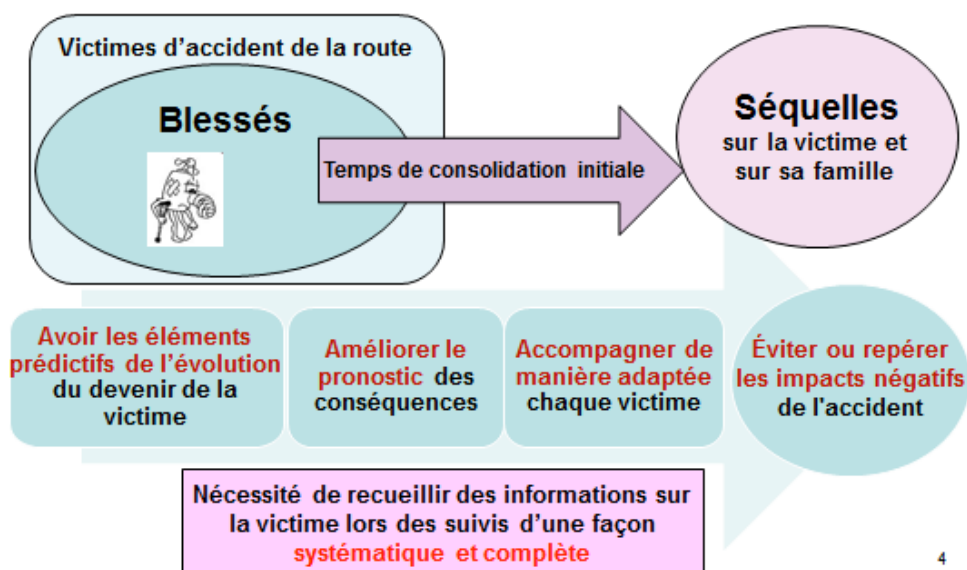 Victimes d'accident de la route
Blessés
Temps de consolidation initiale
Séquelles
sur la victime et
sur sa famille
Avoir les éléments
prédictifs de l'évolution
du devenir de la
victime
Améliorer le
pronostic des
conséquences
Accompagner de
manière adaptée
chaque victime
Éviter ou repérer
les impacts négatifs
de l'accident
Nécessité de recueillir des informations sur
la victime lors des suivis d'une façon
systématique et complète
4